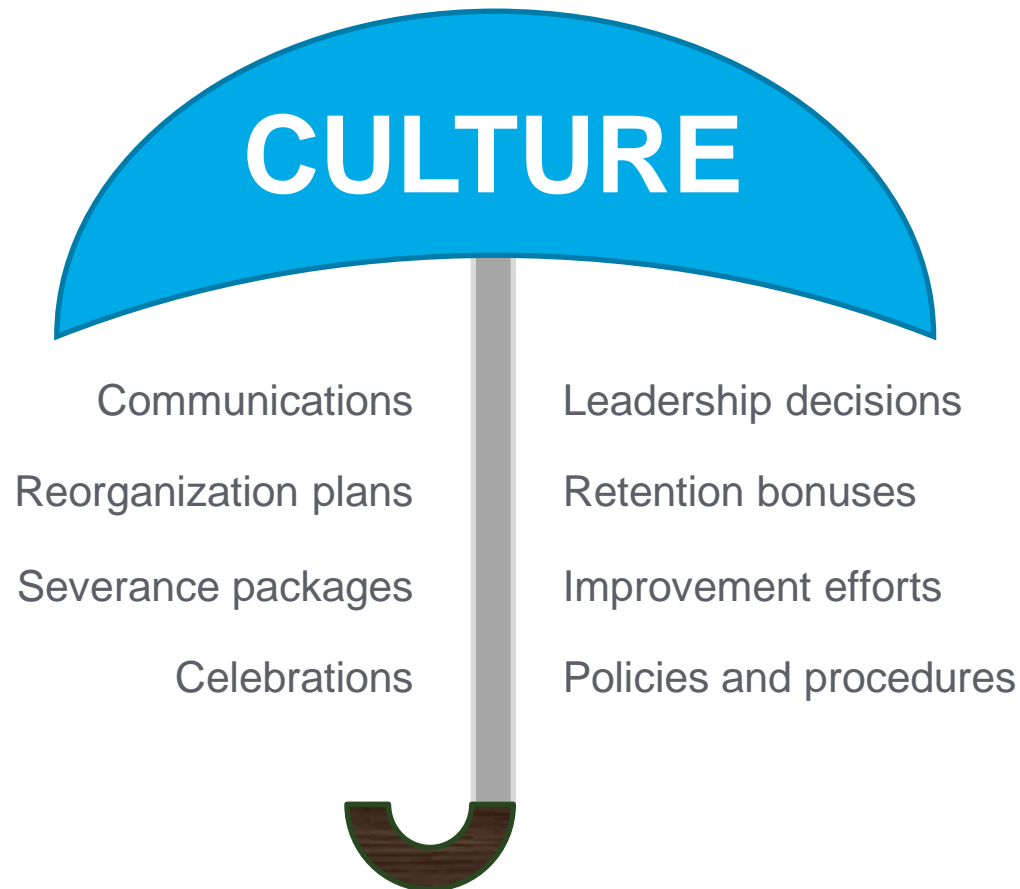 CULTURE
Communications
Leadership decisions
Reorganization plans
Retention bonuses
Severance packages
Improvement efforts
Celebrations
Policies and procedures